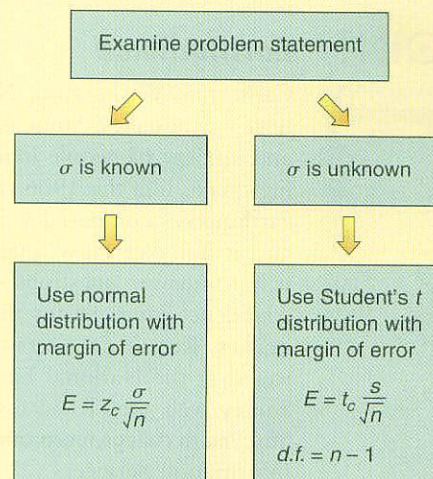 Examine problem statement
σ is known
σ is unknown
Use normal
distribution with
margin of error
E = z_c σ/√n
Use Student's t
distribution with
margin of error
E = t_c s/√n
d.f. = n − 1